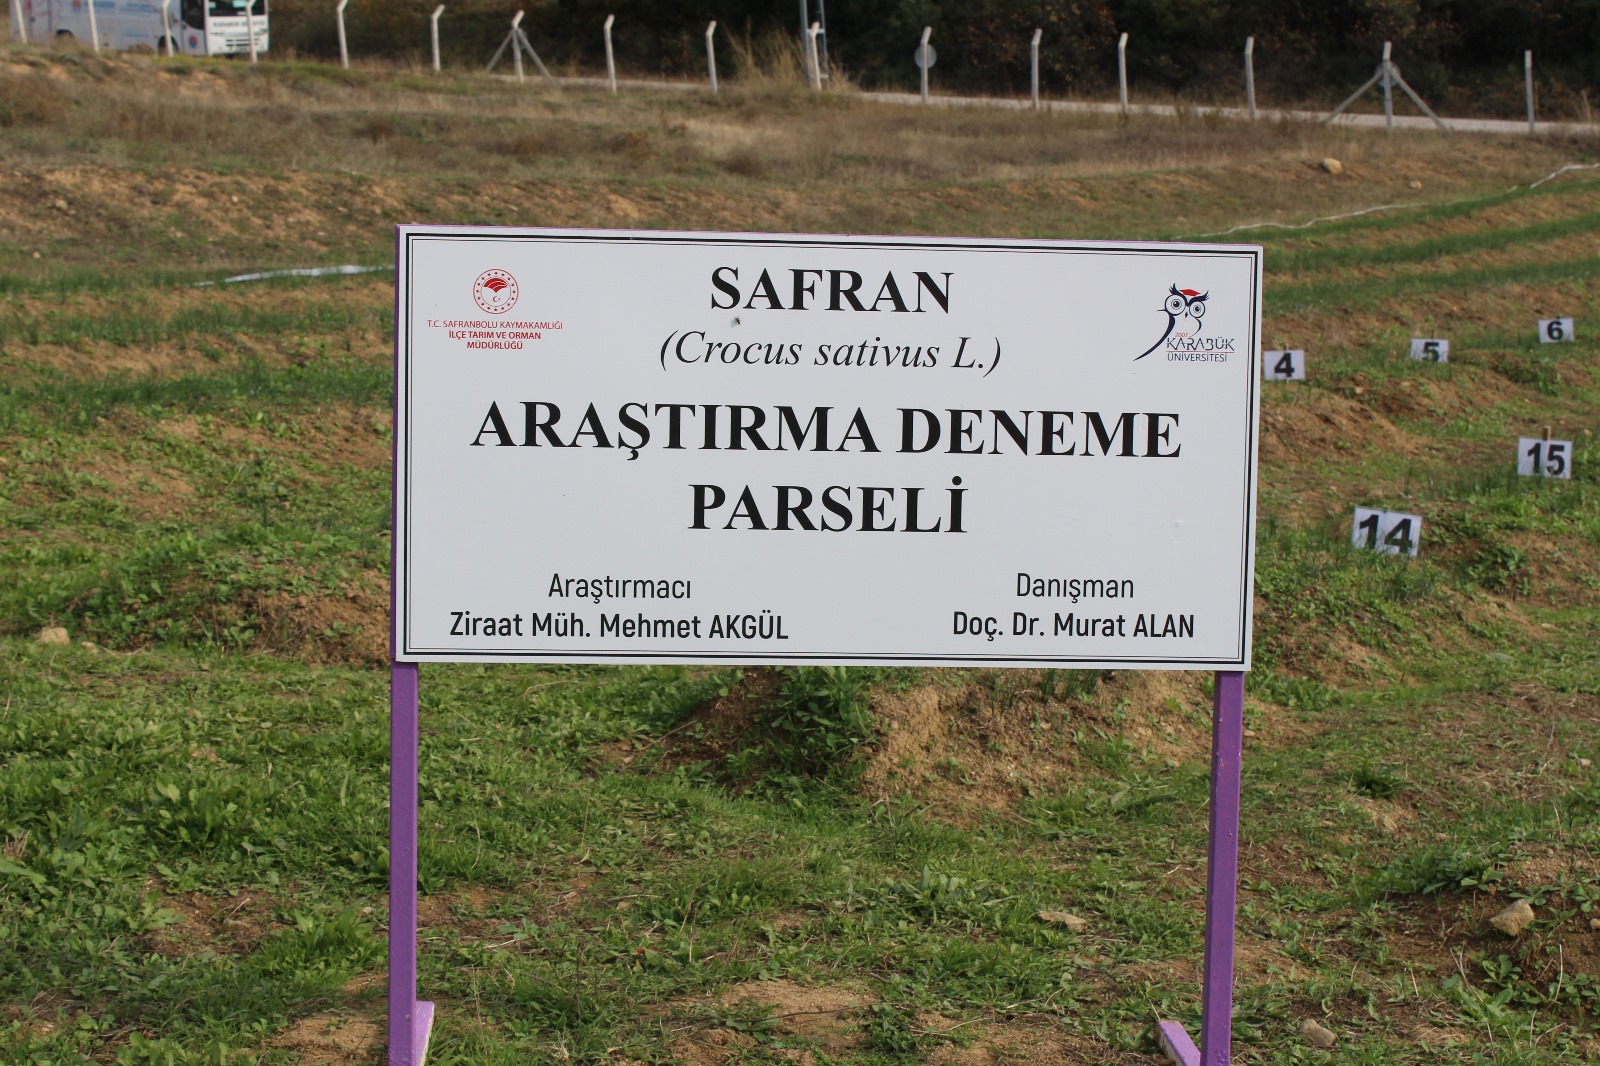 SAFRAN
(Crocus sativus L.)
ARAŞTIRMA DENEME
PARSELİ
T.C. SAFRANBOLU KAYMAKAMLIĞI
İLÇE TARIM VE ORMAN
MÜDÜRLÜĞÜ
2007
KARABÜK
ÜNİVERSİTESİ
Araştırmacı
Ziraat Müh. Mehmet AKGÜL
Danışman
Doç. Dr. Murat ALAN
4
5
6
14
15